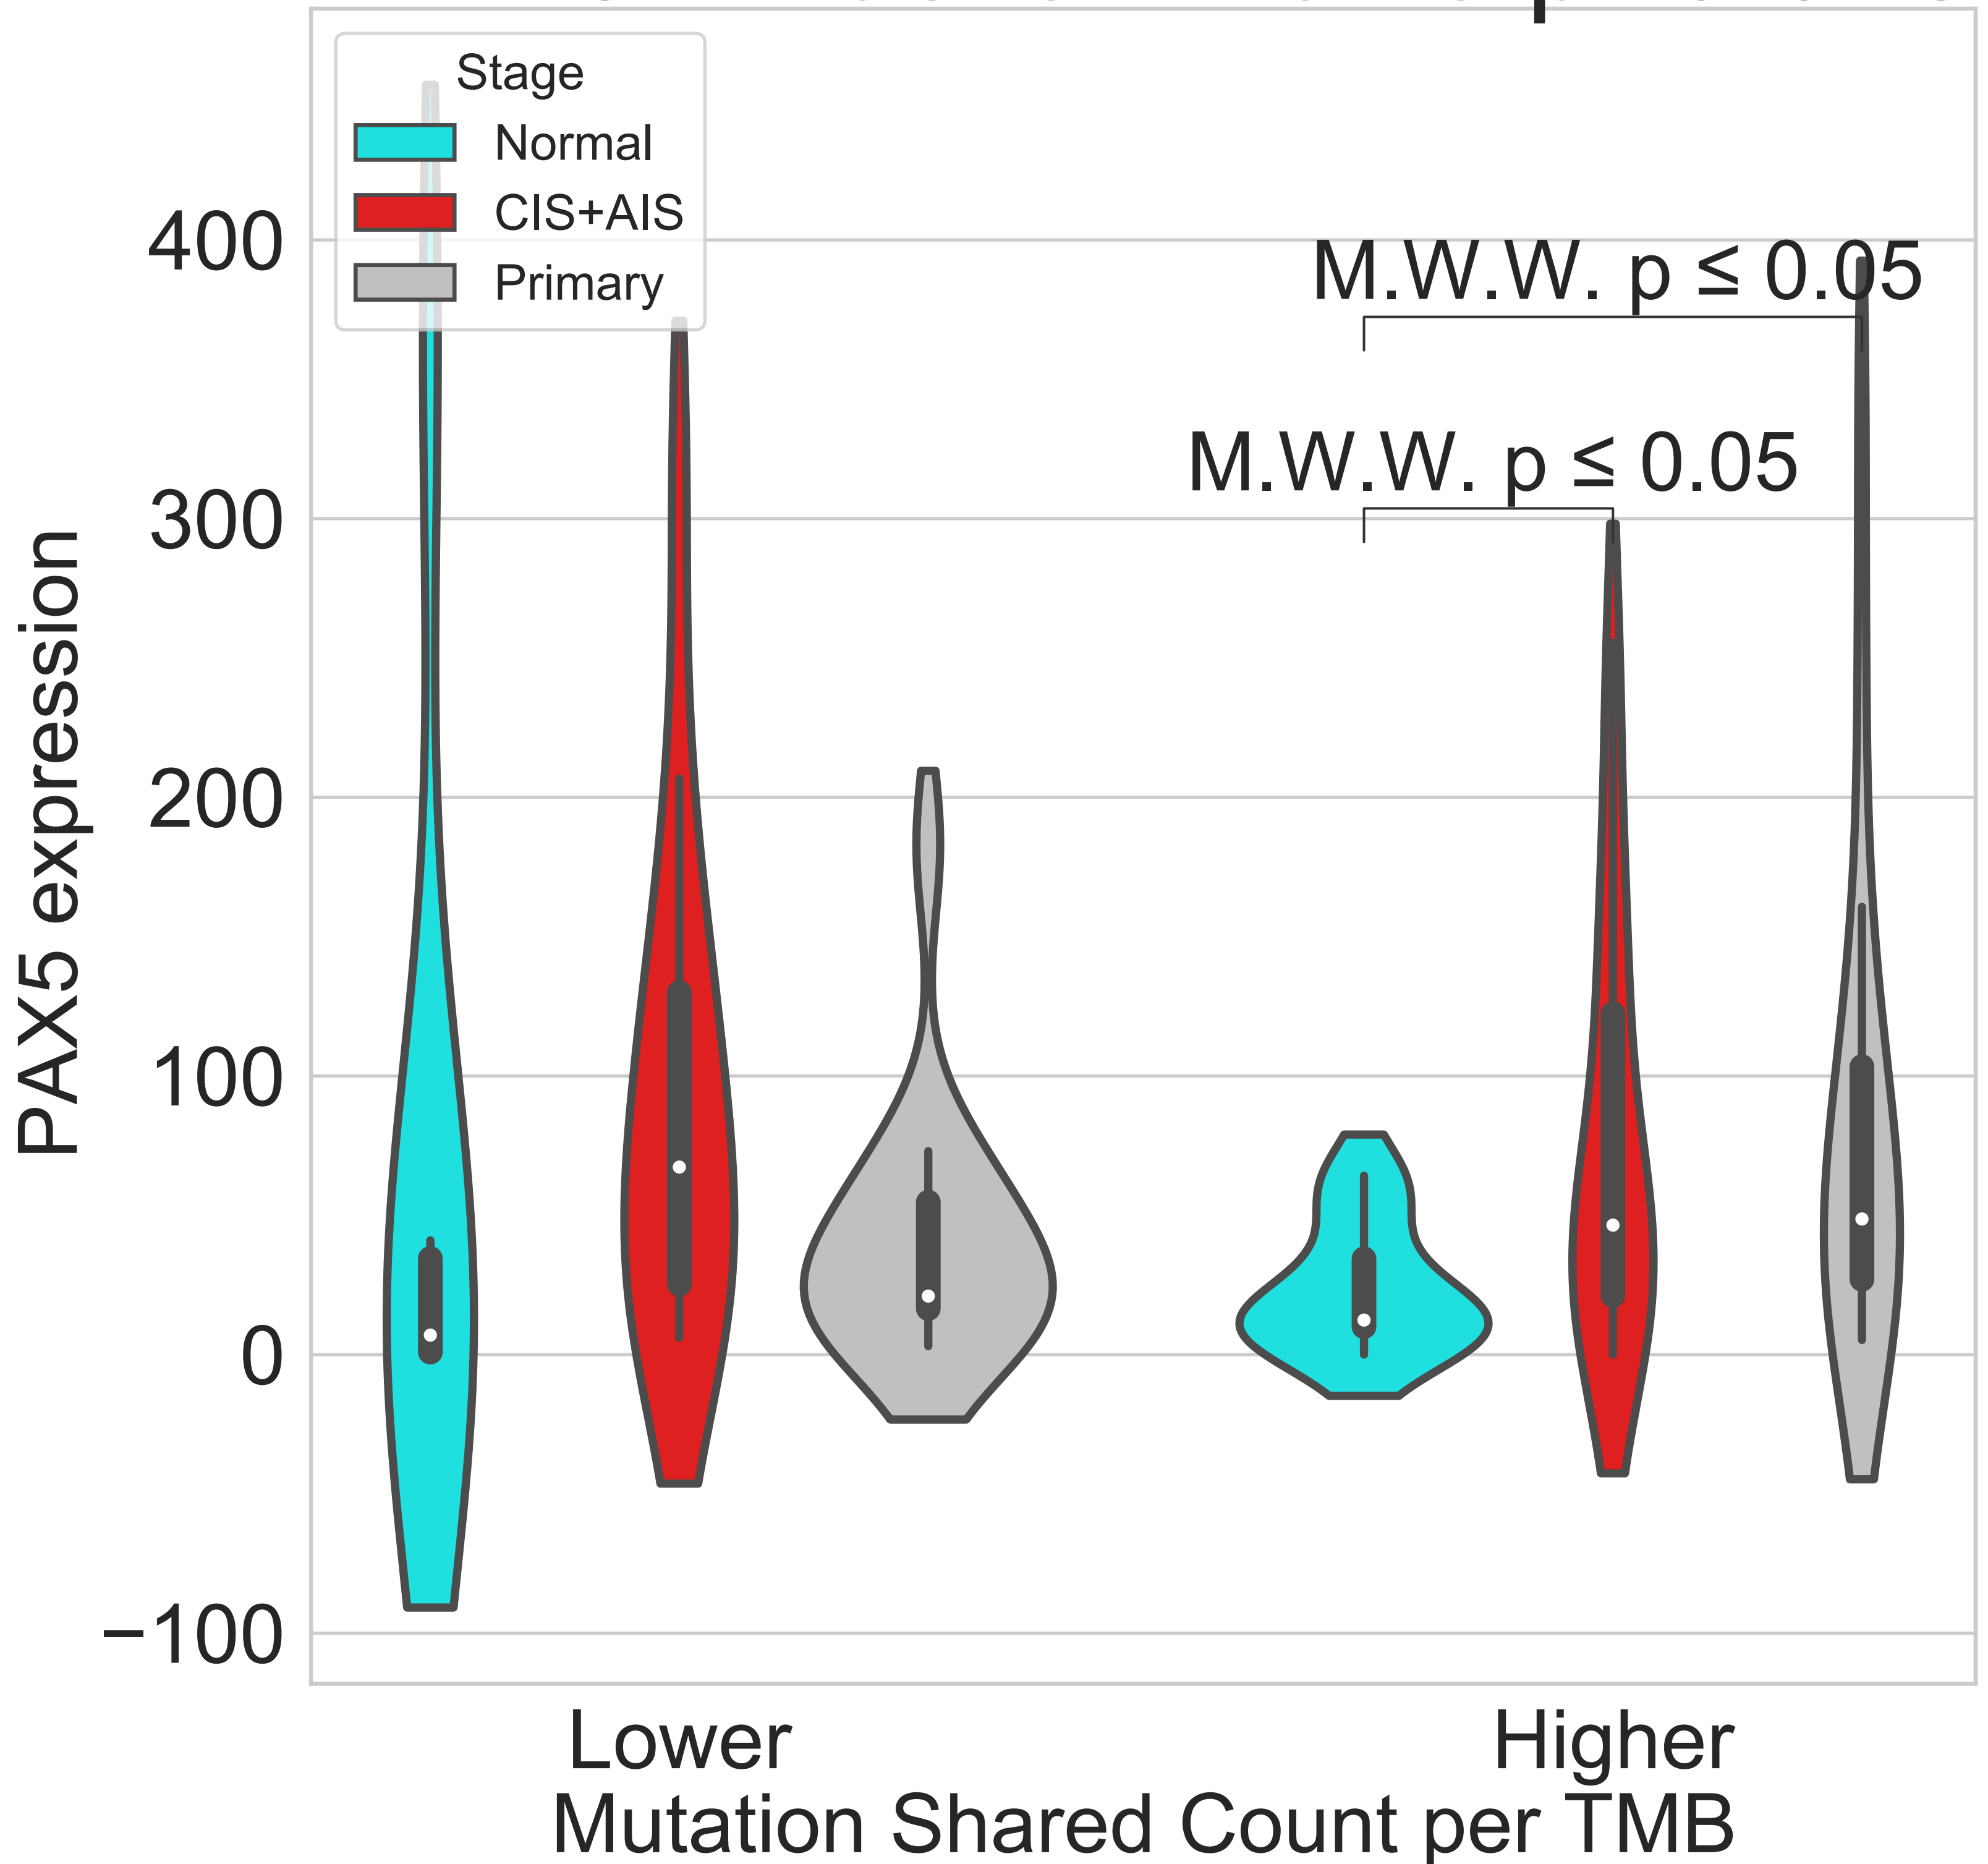 Stage
Normal
CIS+AIS
Primary
400
300
200
100
0
−100
PAX5 expression
M.W.W. p ≤ 0.05
M.W.W. p ≤ 0.05
Lower
Higher
Mutation Shared Count per TMB